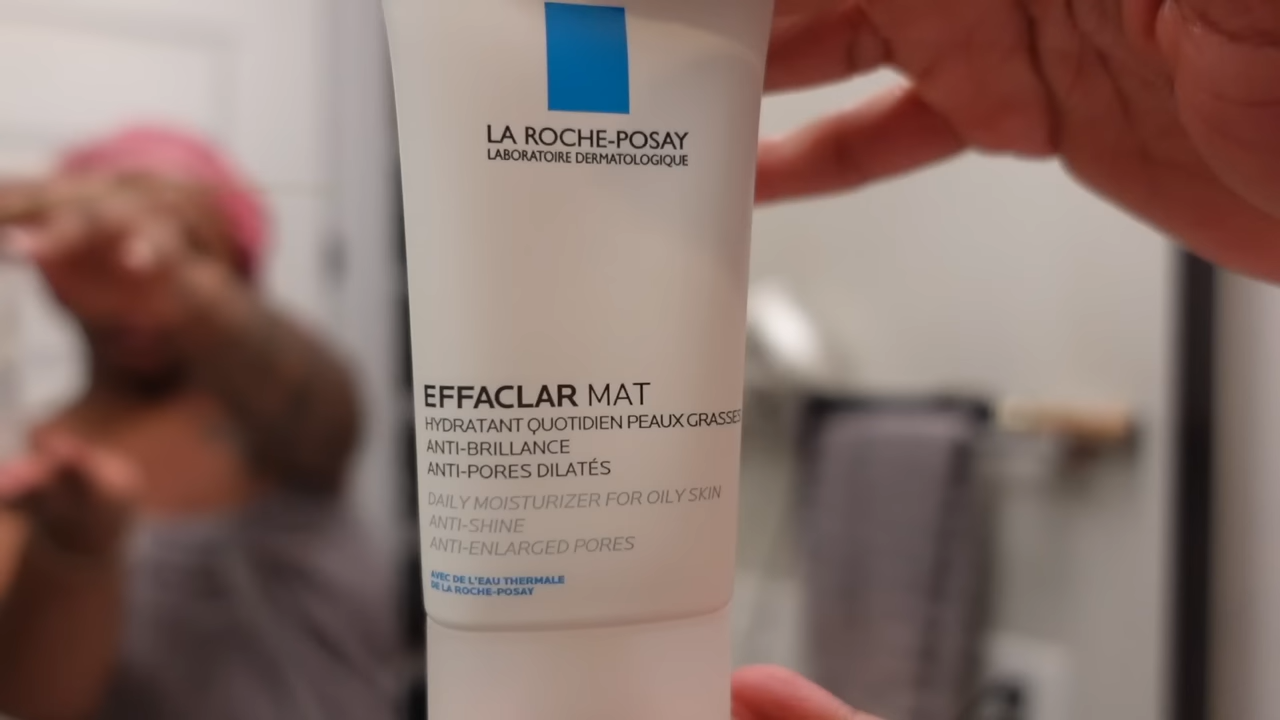 LA ROCHE-POSAY
LABORATOIRE DERMATOLOGIQUE
EFFACLAR MAT
HYDRATANT QUOTIDIEN PEAUX GRASSES
ANTI-BRILLANCE
ANTI-PORES DILATÉS
DAILY MOISTURIZER FOR OILY SKIN
ANTI-SHINE
ANTI-ENLARGED PORES
AVEC DE L'EAU THERMALE
DE LA ROCHE-POSAY